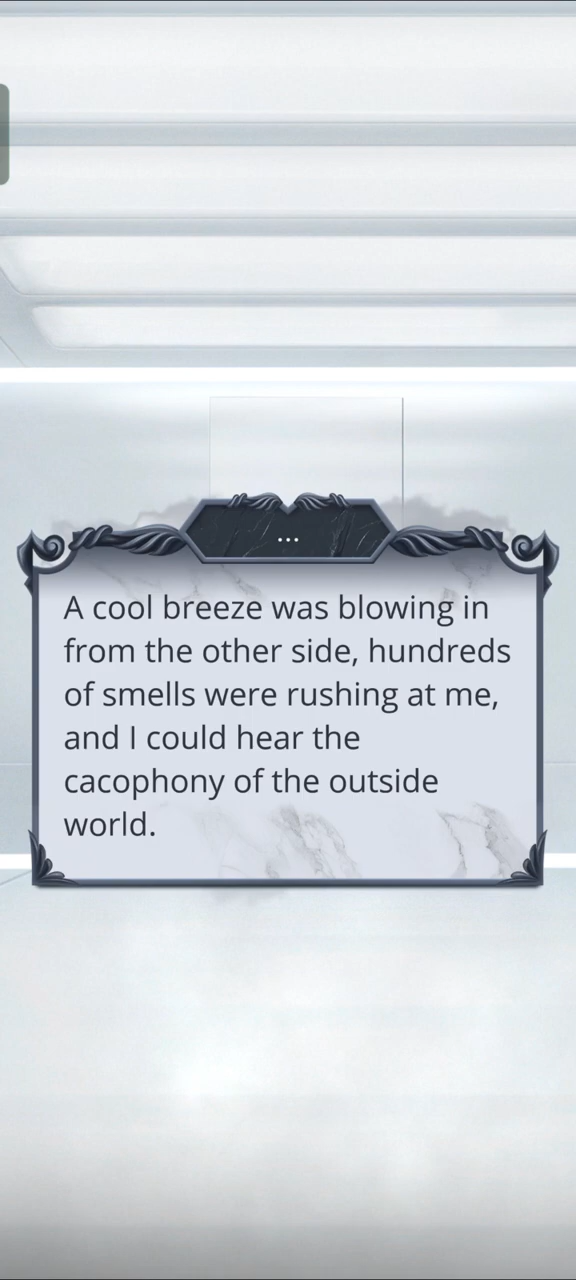 ...
A cool breeze was blowing in
from the other side, hundreds
of smells were rushing at me,
and I could hear the
cacophony of the outside
world.